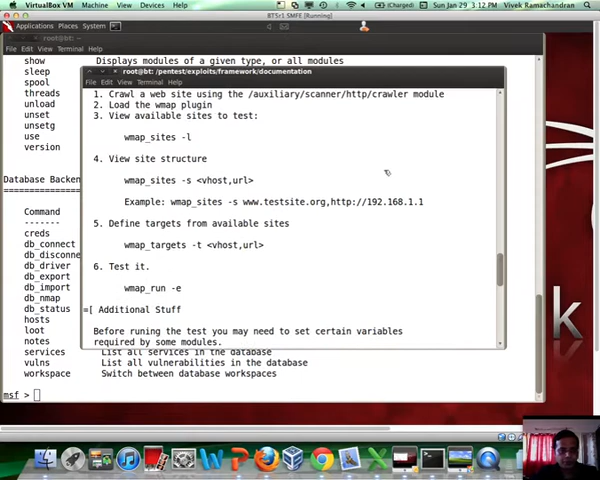 VirtualBox VM Machine Devices Help (Charged) Sun Jan 29 3:12 PM Vivek Ramachandran
BT5r1 SMFE [Running]
Applications Places System
root@bt: ~
File Edit View Terminal Help
show Displays modules of a given type, or all modules
sleep
spool
threads
unload
unset
unsetg
use
version
Database Backen
Command
-------
creds
db_connect
db_disconne
db_driver
db_export
db_import
db_nmap
db_status
hosts
loot
notes
services List all services in the database
vulns List all vulnerabilities in the database
workspace Switch between database workspaces
msf >
root@bt: /pentest/exploits/framework/documentation
File Edit View Terminal Help
1. Crawl a web site using the /auxiliary/scanner/http/crawler module
2. Load the wmap plugin
3. View available sites to test:
wmap_sites -l
4. View site structure
wmap_sites -s <vhost,url>
Example: wmap_sites -s www.testsite.org,http://192.168.1.1
5. Define targets from available sites
wmap_targets -t <vhost,url>
6. Test it.
wmap_run -e
=[ Additional Stuff
Before runing the test you may need to set certain variables
required by some modules.
k